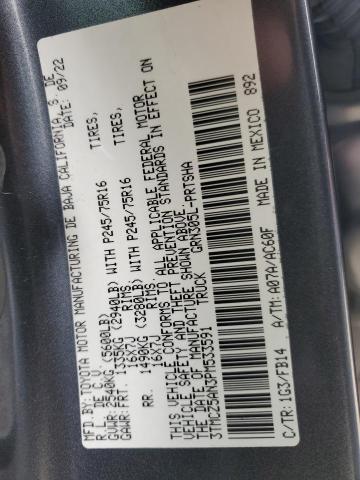 MFD.BY:TOYOTA MOTOR MANUFACTURING DE BAJA CALIFORNIA S. DE
R.L. DE C.V. DATE: 09/22
GVWR: 2540KG (5600LB)
GAWR:FRT. 1335KG (2940LB) WITH P245/75R16 TIRES,
16X7J RIMS.
RR. 1490KG (3280LB) WITH P245/75R16 TIRES,
16X7J RIMS.
THIS VEHICLE CONFORMS TO ALL APPLICABLE FEDERAL MOTOR
VEHICLE SAFETY AND THEFT PREVENTION STANDARDS IN EFFECT ON
THE DATE OF MANUFACTURE SHOWN ABOVE.
3TMCZ5AN3PM533591 TRUCK GRN305L-PRTSHA
C/TR: 1G3/FB14 A/TM: A07A/AC60F MADE IN MEXICO 892